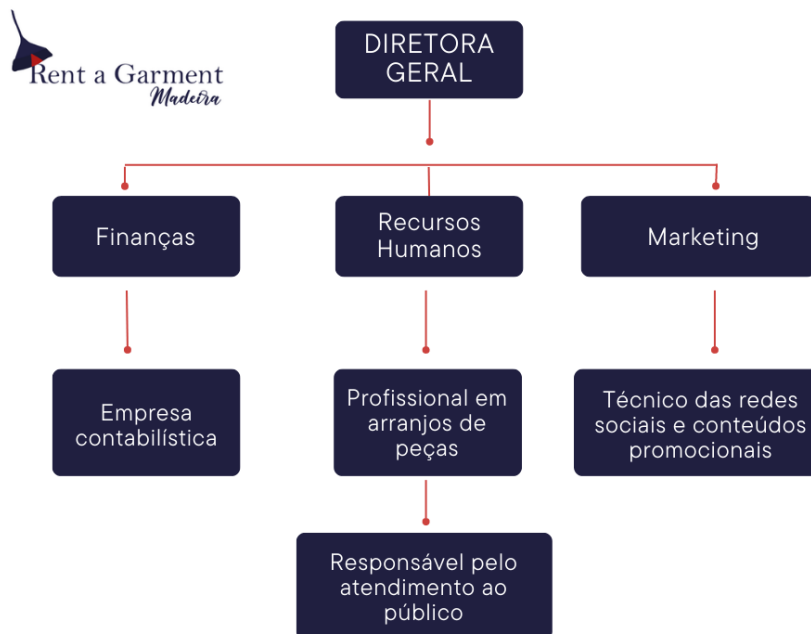 Rent a Garment
Madeira
DIRETORA
GERAL
Finanças
Recursos
Humanos
Marketing
Empresa
contabilística
Profissional em
arranjos de
peças
Técnico das redes
sociais e conteúdos
promocionais
Responsável pelo
atendimento ao
público